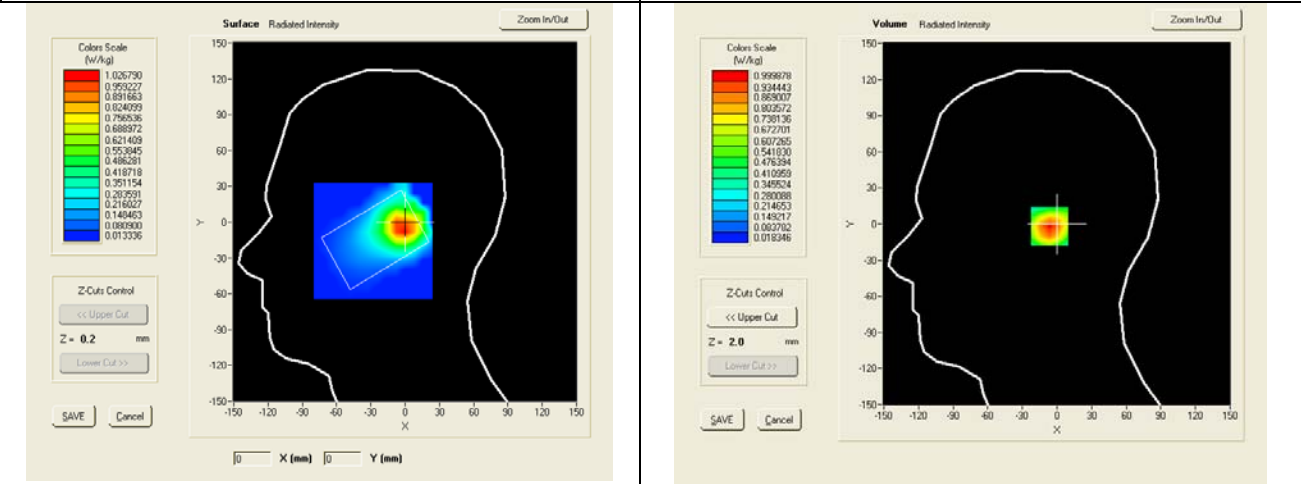 Surface Radiated Intensity
Zoom In/Out
Colors Scale
(W/kg)
1.026790
0.959227
0.891663
0.824099
0.756536
0.688972
0.621409
0.553845
0.486281
0.418718
0.351154
0.283591
0.216027
0.148463
0.080900
0.013336
Z-Cuts Control
<< Upper Cut
Z = 0.2 mm
Lower Cut >>
SAVE Cancel
150
120
90
60
30
0
-30
-60
-90
-120
-150
Y
-150 -120 -90 -60 -30 0 30 60 90 120 150
X
0 X (mm) 0 Y (mm)
Volume Radiated Intensity
Zoom In/Out
Colors Scale
(W/kg)
0.999878
0.934443
0.869007
0.803572
0.738136
0.672701
0.607265
0.541830
0.476394
0.410959
0.345524
0.280088
0.214653
0.149217
0.083782
0.018346
Z-Cuts Control
<< Upper Cut
Z = 2.0 mm
Lower Cut >>
SAVE Cancel
150
120
90
60
30
0
-30
-60
-90
-120
-150
Y
-150 -120 -90 -60 -30 0 30 60 90 120 150
X